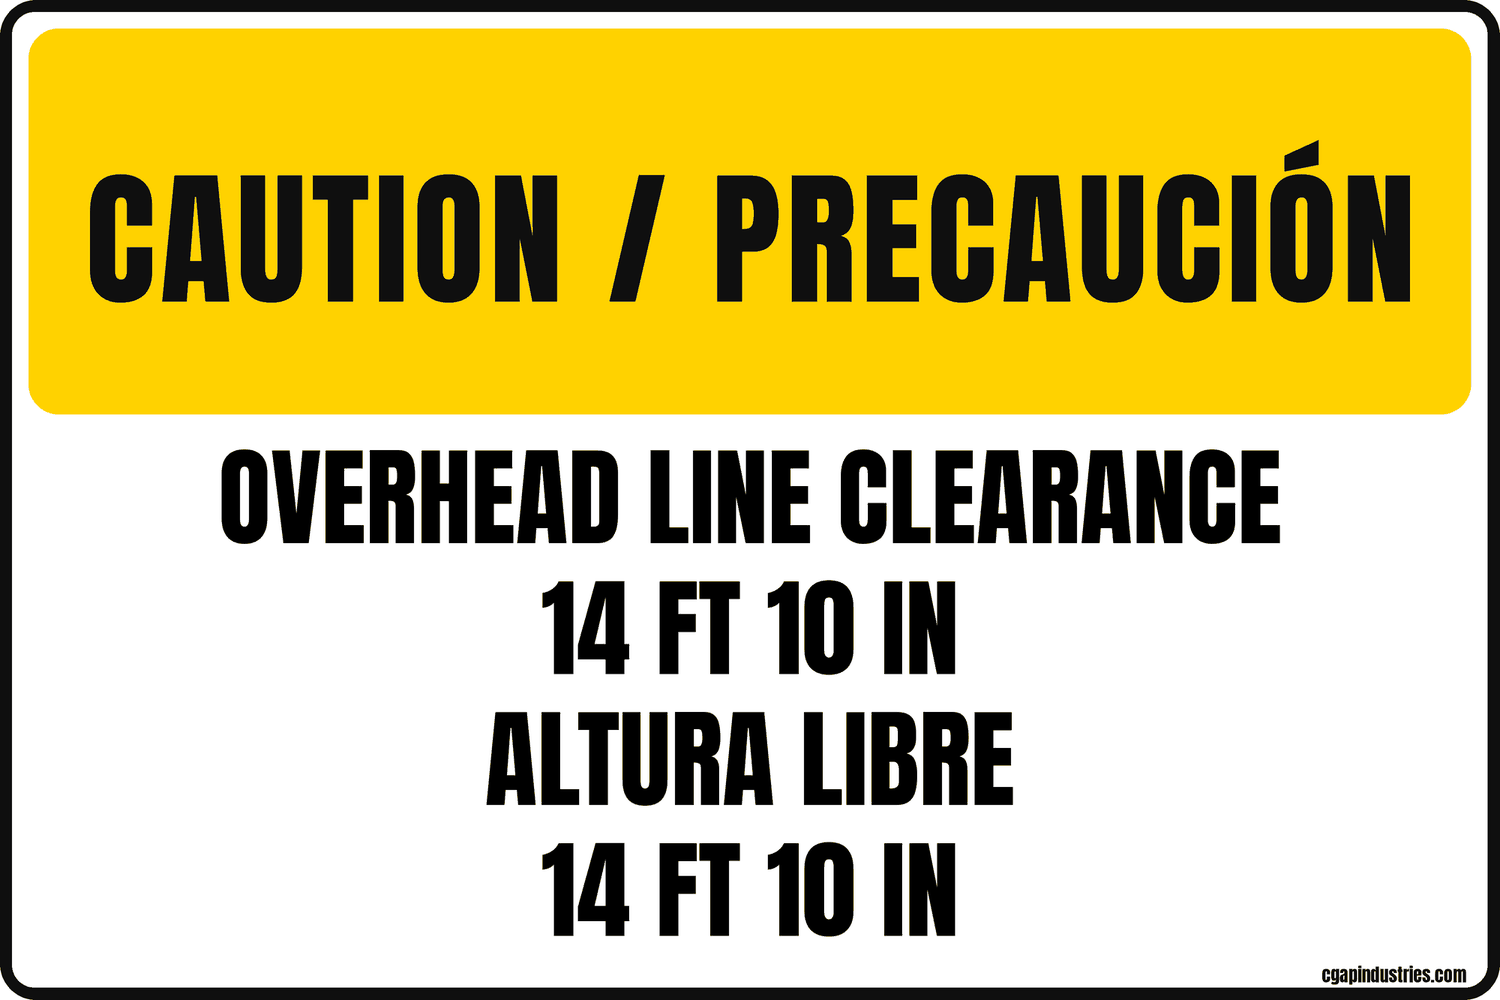 CAUTION / PRECAUCIÓN
OVERHEAD LINE CLEARANCE
14 FT 10 IN
ALTURA LIBRE
14 FT 10 IN
cgapindustries.com